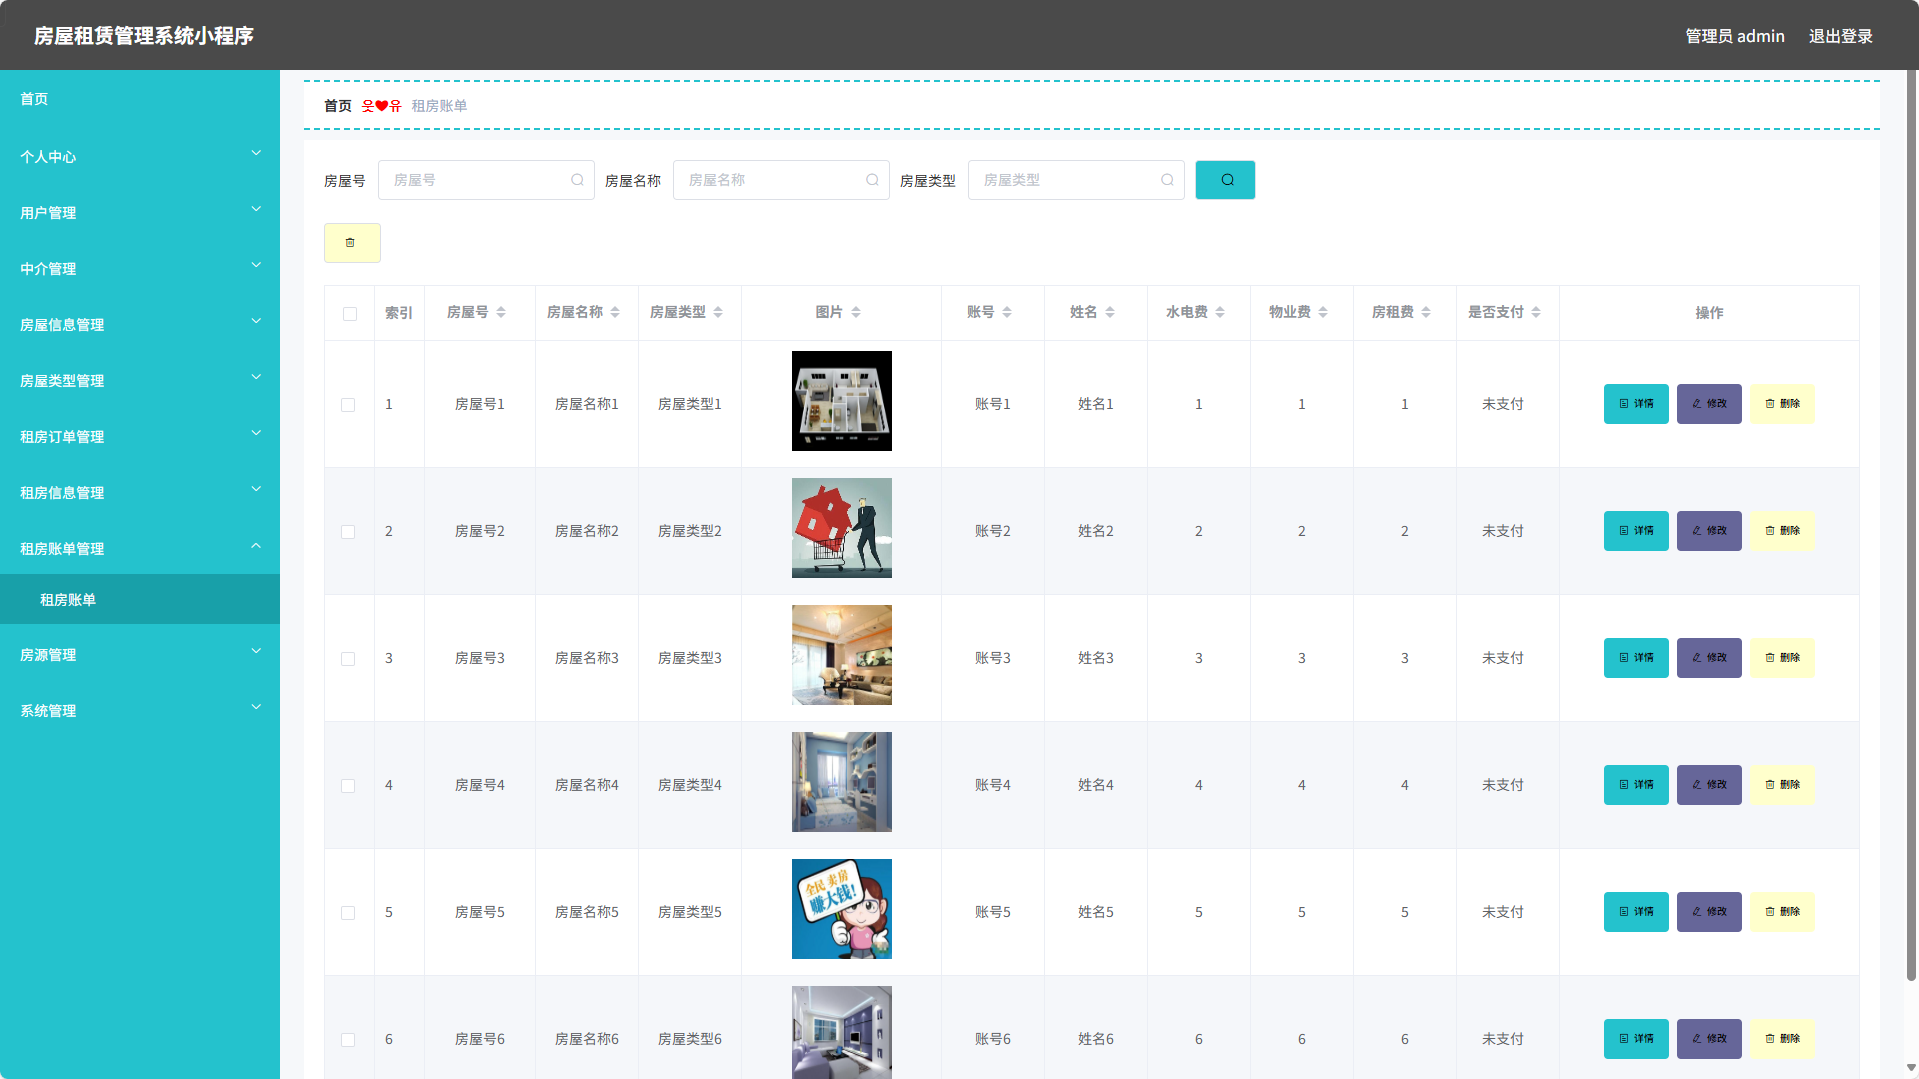 房屋租赁管理系统小程序
管理员 admin 退出登录
首页
个人中心
用户管理
中介管理
房屋信息管理
房屋类型管理
租房订单管理
租房信息管理
租房账单管理
租房账单
房源管理
系统管理
首页 웃❤유 租房账单
房屋号 房屋号 房屋名称 房屋名称 房屋类型 房屋类型
索引 房屋号 房屋名称 房屋类型 图片 账号 姓名 水电费 物业费 房租费 是否支付 操作
1 房屋号1 房屋名称1 房屋类型1 账号1 姓名1 1 1 1 未支付 详情 修改 删除
2 房屋号2 房屋名称2 房屋类型2 账号2 姓名2 2 2 2 未支付 详情 修改 删除
3 房屋号3 房屋名称3 房屋类型3 账号3 姓名3 3 3 3 未支付 详情 修改 删除
4 房屋号4 房屋名称4 房屋类型4 账号4 姓名4 4 4 4 未支付 详情 修改 删除
全民卖房
赚大钱!
5 房屋号5 房屋名称5 房屋类型5 账号5 姓名5 5 5 5 未支付 详情 修改 删除
6 房屋号6 房屋名称6 房屋类型6 账号6 姓名6 6 6 6 未支付 详情 修改 删除